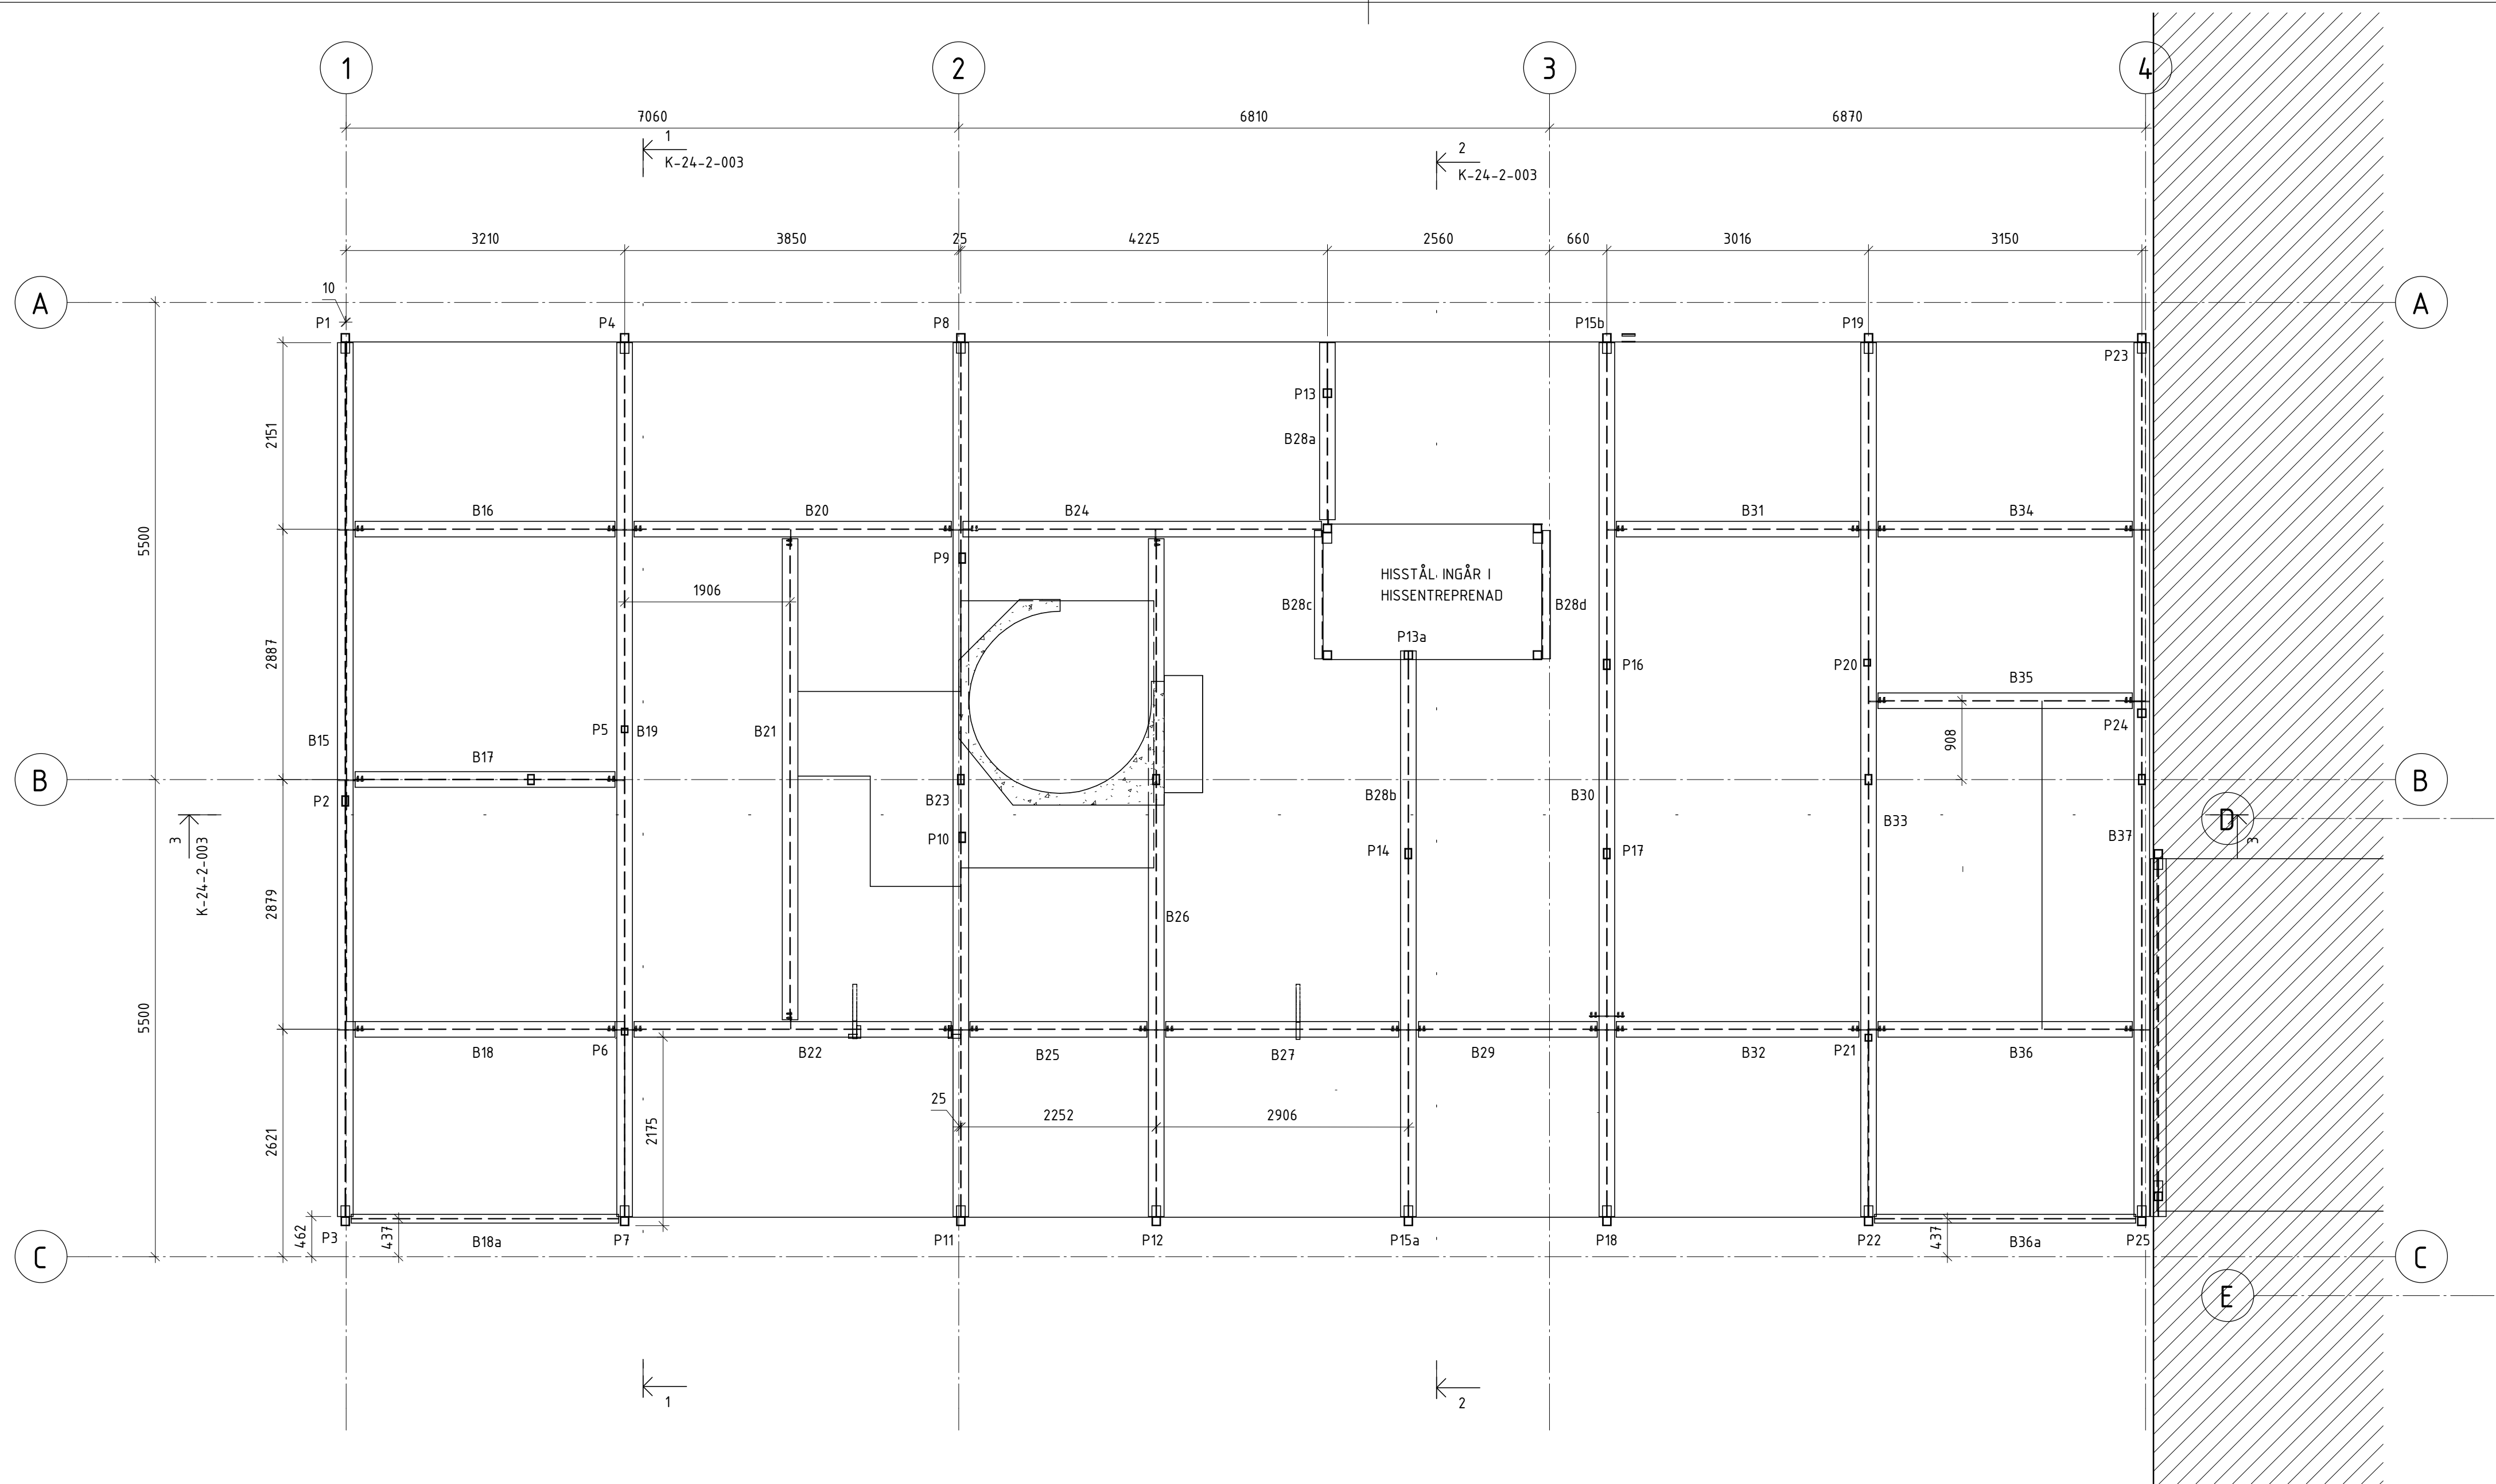 1 2 3 4
7060 6810 6870
1 2
K-24-2-003 K-24-2-003
3210 3850 25 4225 2560 660 3016 3150
A A
10
P1 P4 P8 P15b P19
P23
P13
2151 B28a
B16 B20 B24 B31 B34
5500
P9
HISSTÅL INGÅR I
HISSENTREPRENAD
1906 B28c B28d
P13a
2887 P16 P20
B35
P24
B15 P5 B19 B21 908
B17
B B
P2 B23 B28b B30
B33 D
P10 B37
3 3
K-24-2-003
P14 P17
2879
B26
5500
B18 P6 B22 B25 B27 B29 B32 P21 B36
25 2252 2906
2621 2175
462 437 437
P3 B18a P7 P11 P12 P15a P18 P22 B36a P25
C C
E
1 2